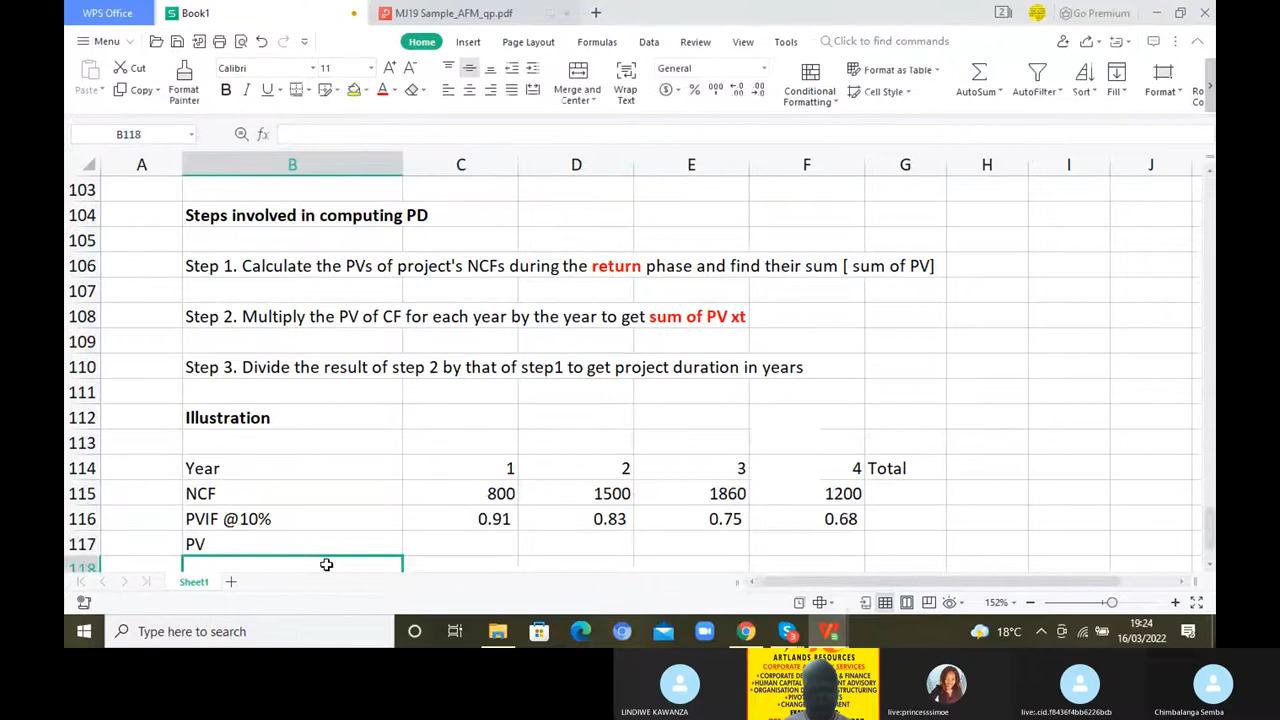 WPS Office
Book1
MJ19 Sample_AFM_qp.pdf
2
Go Premium
Menu
Home
Insert
Page Layout
Formulas
Data
Review
View
Tools
Click to find commands
Paste
Cut
Copy
Format Painter
Calibri
11
A+ A-
B I U
Merge and Center
Wrap Text
General
Conditional Formatting
Format as Table
Cell Style
AutoSum
AutoFilter
Sort
Fill
Format
B118
fx
A B C D E F G H I J
103
104 Steps involved in computing PD
105
106 Step 1. Calculate the PVs of project's NCFs during the return phase and find their sum [ sum of PV]
107
108 Step 2. Multiply the PV of CF for each year by the year to get sum of PV xt
109
110 Step 3. Divide the result of step 2 by that of step1 to get project duration in years
111
112 Illustration
113
114 Year 1 2 3 4 Total
115 NCF 800 1500 1860 1200
116 PVIF @10% 0.91 0.83 0.75 0.68
117 PV
118
Sheet1
152%
Type here to search
3
18°C
19:24
16/03/2022
ARTLANDS RESOURCES
LINDIWE KAWANZA
live:princesssimoe
live:.cid.f8436f4bb6226bcb
Chimbalanga Semba